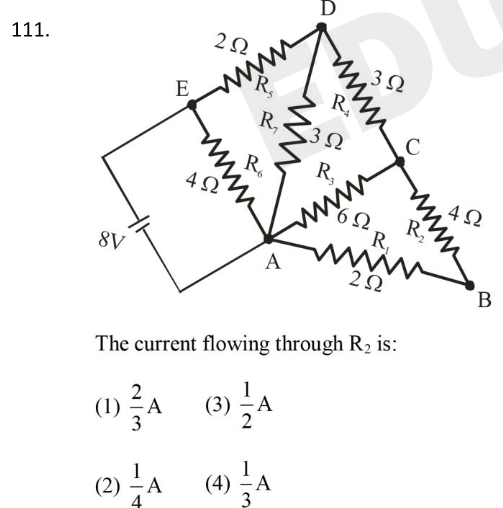 111.
D
2 Ω
3 Ω
E
R₅
R₄
R₇
3 Ω
C
R₆
R₃
4 Ω
6 Ω
4 Ω
R₂
8V
R₁
A
2 Ω
B
The current flowing through R₂ is:
(1) 2/3 A (3) 1/2 A
(2) 1/4 A (4) 1/3 A
EDU